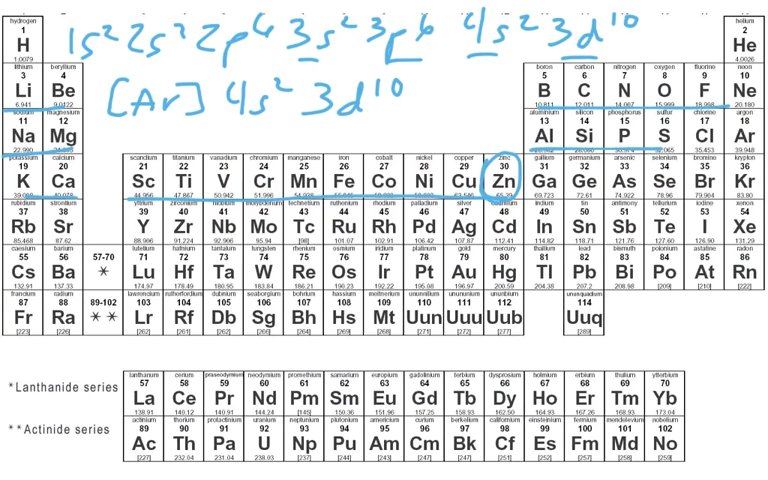 1s² 2s² 2p⁶ 3s² 3p⁶ 4s² 3d¹⁰
[Ar] 4s² 3d¹⁰
hydrogen helium
1 2
H He
1.0079 4.0026
lithium beryllium boron carbon nitrogen oxygen fluorine neon
3 4 5 6 7 8 9 10
Li Be B C N O F Ne
6.941 9.0122 10.811 12.011 14.007 15.999 18.998 20.180
magnesium aluminium silicon phosphorus sulfur chlorine argon
11 12 13 14 15 16 17 18
Na Mg Al Si P S Cl Ar
22.990 32.065 35.453 39.948
potassium calcium scandium titanium vanadium chromium manganese iron cobalt nickel copper zinc gallium germanium arsenic selenium bromine krypton
19 20 21 22 23 24 25 26 27 28 29 30 31 32 33 34 35 36
K Ca Sc Ti V Cr Mn Fe Co Ni Cu Zn Ga Ge As Se Br Kr
44.956 47.867 50.942 51.996 69.723 72.61 74.922 78.96 79.904 83.80
rubidium strontium yttrium zirconium niobium molybdenum technetium ruthenium rhodium palladium silver indium tin antimony tellurium iodine xenon
37 38 39 40 41 42 43 44 45 46 47 48 49 50 51 52 53 54
Rb Sr Y Zr Nb Mo Tc Ru Rh Pd Ag Cd In Sn Sb Te I Xe
85.468 87.62 88.906 91.224 92.906 95.94 [98] 101.07 102.91 106.42 107.87 112.41 114.82 118.71 121.76 127.60 126.90 131.29
caesium barium lutetium hafnium tantalum tungsten rhenium osmium iridium platinum gold mercury thallium lead bismuth polonium astatine radon
55 56 57-70 71 72 73 74 75 76 77 78 79 80 81 82 83 84 85 86
Cs Ba * Lu Hf Ta W Re Os Ir Pt Au Hg Tl Pb Bi Po At Rn
132.91 137.33 174.97 178.49 180.95 183.84 186.21 190.23 192.22 195.08 196.97 200.59 204.38 207.2 208.98 [209] [210] [222]
francium radium lawrencium rutherfordium dubnium seaborgium bohrium hassium meitnerium ununnilium unununium ununbium ununquadium
87 88 89-102 103 104 105 106 107 108 109 110 111 112 114
Fr Ra * * Lr Rf Db Sg Bh Hs Mt Uun Uuu Uub Uuq
[223] [226] [262] [261] [262] [266] [264] [269] [268] [271] [272] [277] [289]
lanthanum cerium praseodymium neodymium promethium samarium europium gadolinium terbium dysprosium holmium erbium thulium ytterbium
57 58 59 60 61 62 63 64 65 66 67 68 69 70
*Lanthanide series La Ce Pr Nd Pm Sm Eu Gd Tb Dy Ho Er Tm Yb
138.91 140.12 140.91 144.24 [145] 150.36 151.96 157.25 158.93 162.50 164.93 167.26 168.93 173.04
actinium thorium protactinium uranium neptunium plutonium americium curium berkelium californium einsteinium fermium mendelevium nobelium
89 90 91 92 93 94 95 96 97 98 99 100 101 102
**Actinide series Ac Th Pa U Np Pu Am Cm Bk Cf Es Fm Md No
[227] 232.04 231.04 238.03 [237] [244] [243] [247] [247] [251] [252] [257] [258] [259]